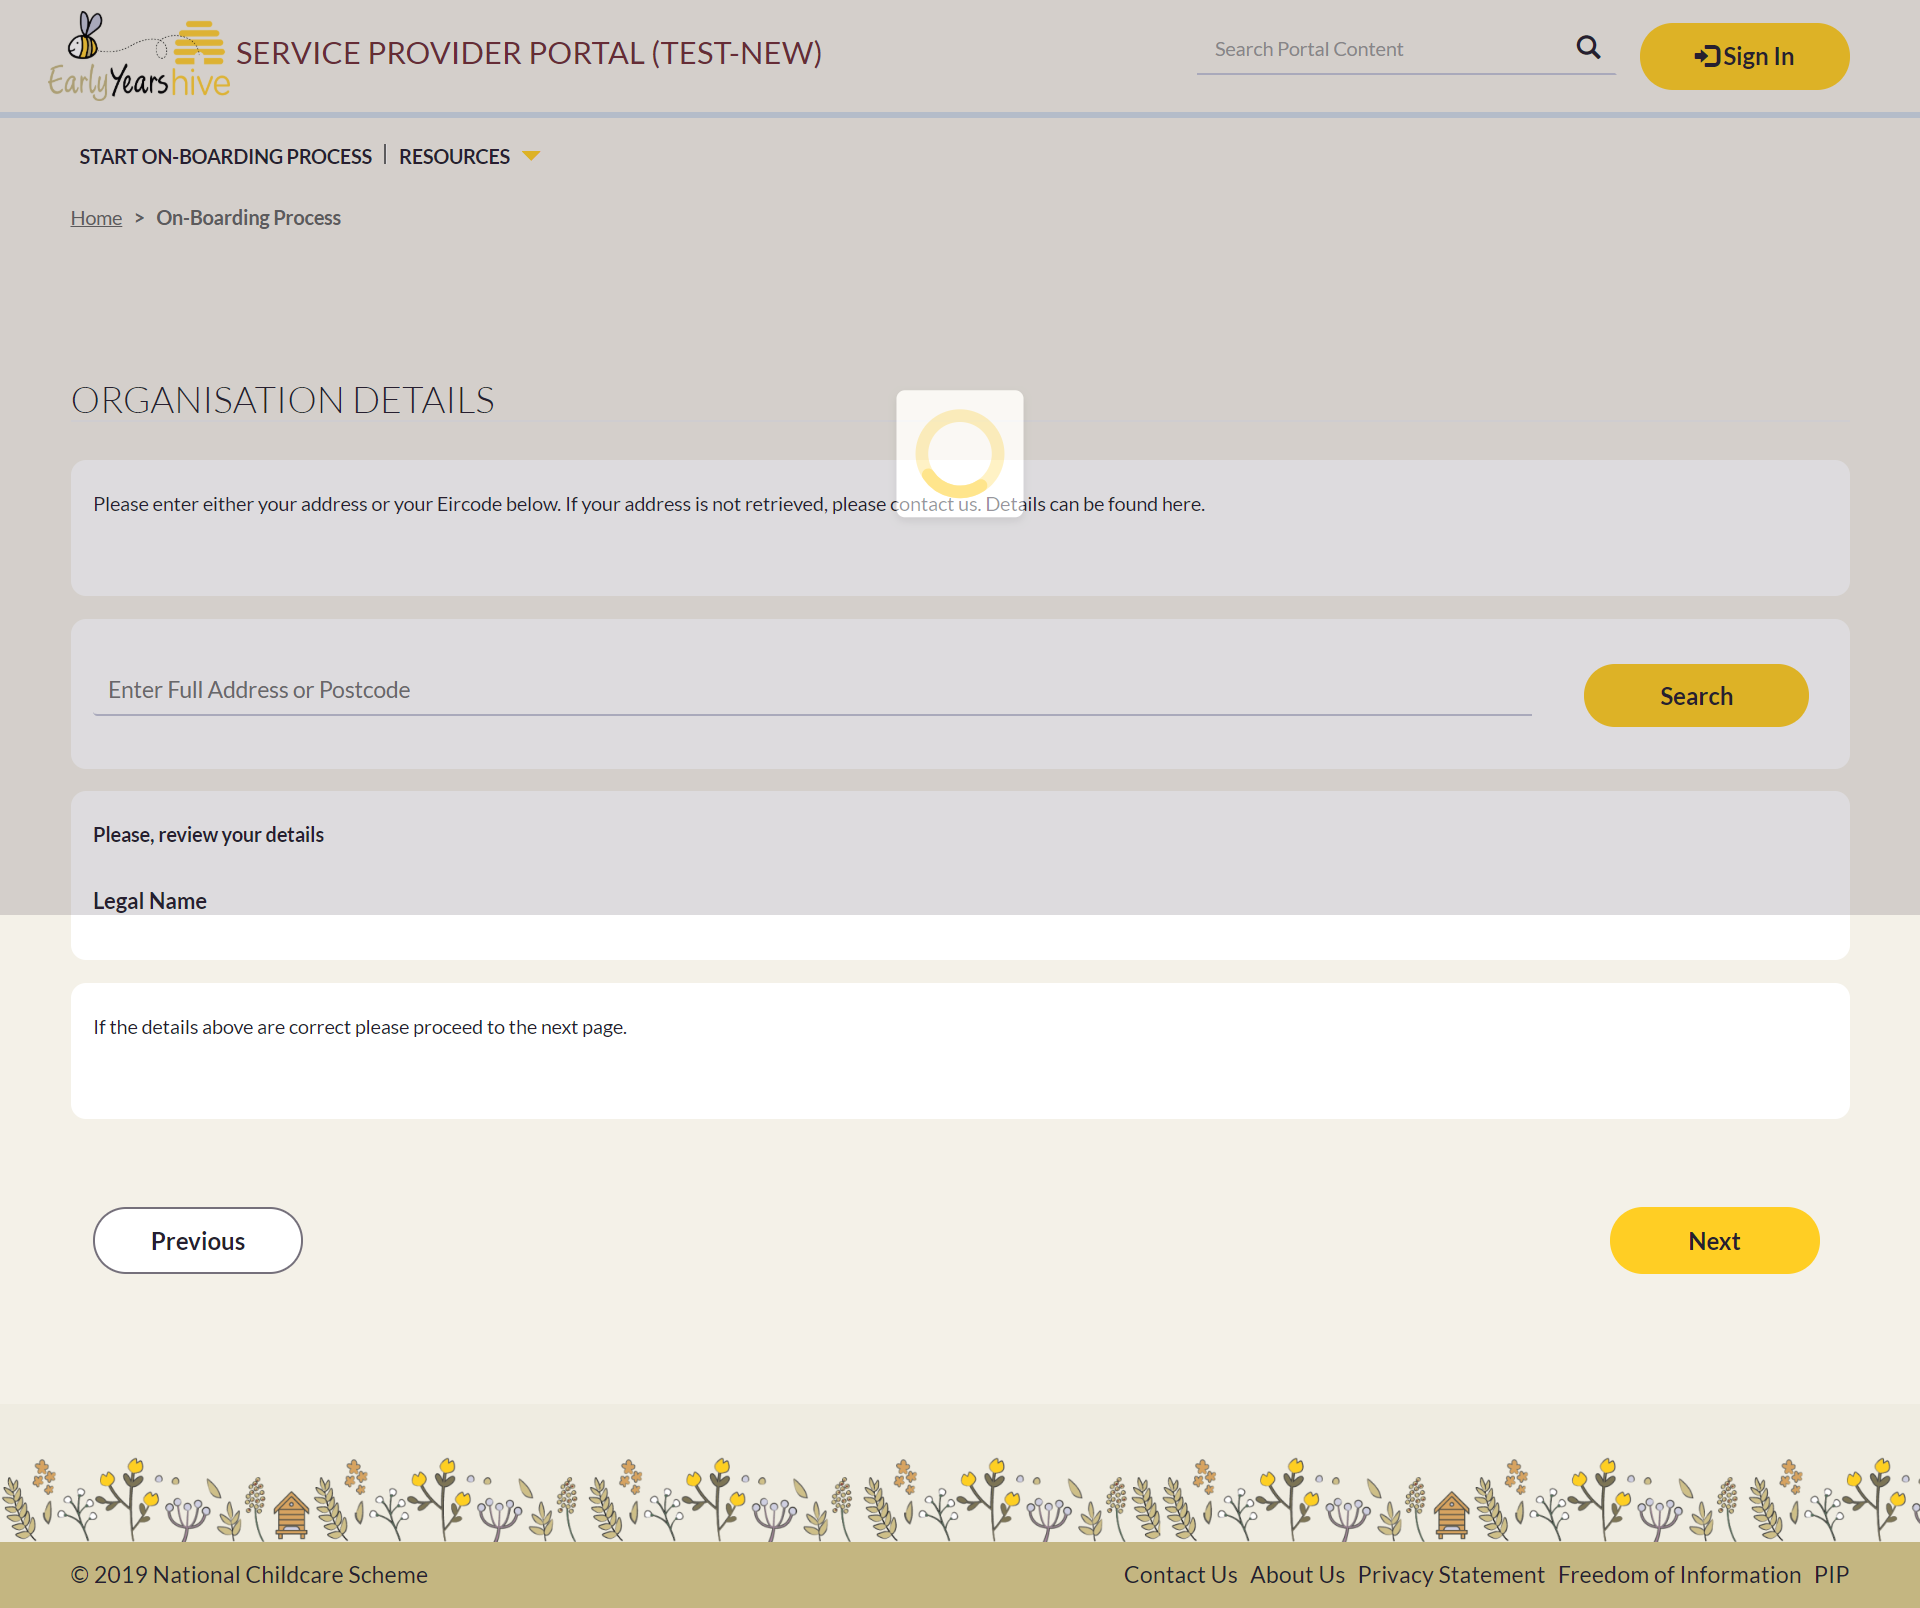 Early Years hive
SERVICE PROVIDER PORTAL (TEST-NEW)
Search Portal Content
Sign In
START ON-BOARDING PROCESS
RESOURCES
Home > On-Boarding Process
ORGANISATION DETAILS
Please enter either your address or your Eircode below. If your address is not retrieved, please contact us. Details can be found here.
Enter Full Address or Postcode
Search
Please, review your details
Legal Name
If the details above are correct please proceed to the next page.
Previous
Next
© 2019 National Childcare Scheme
Contact Us About Us Privacy Statement Freedom of Information PIP